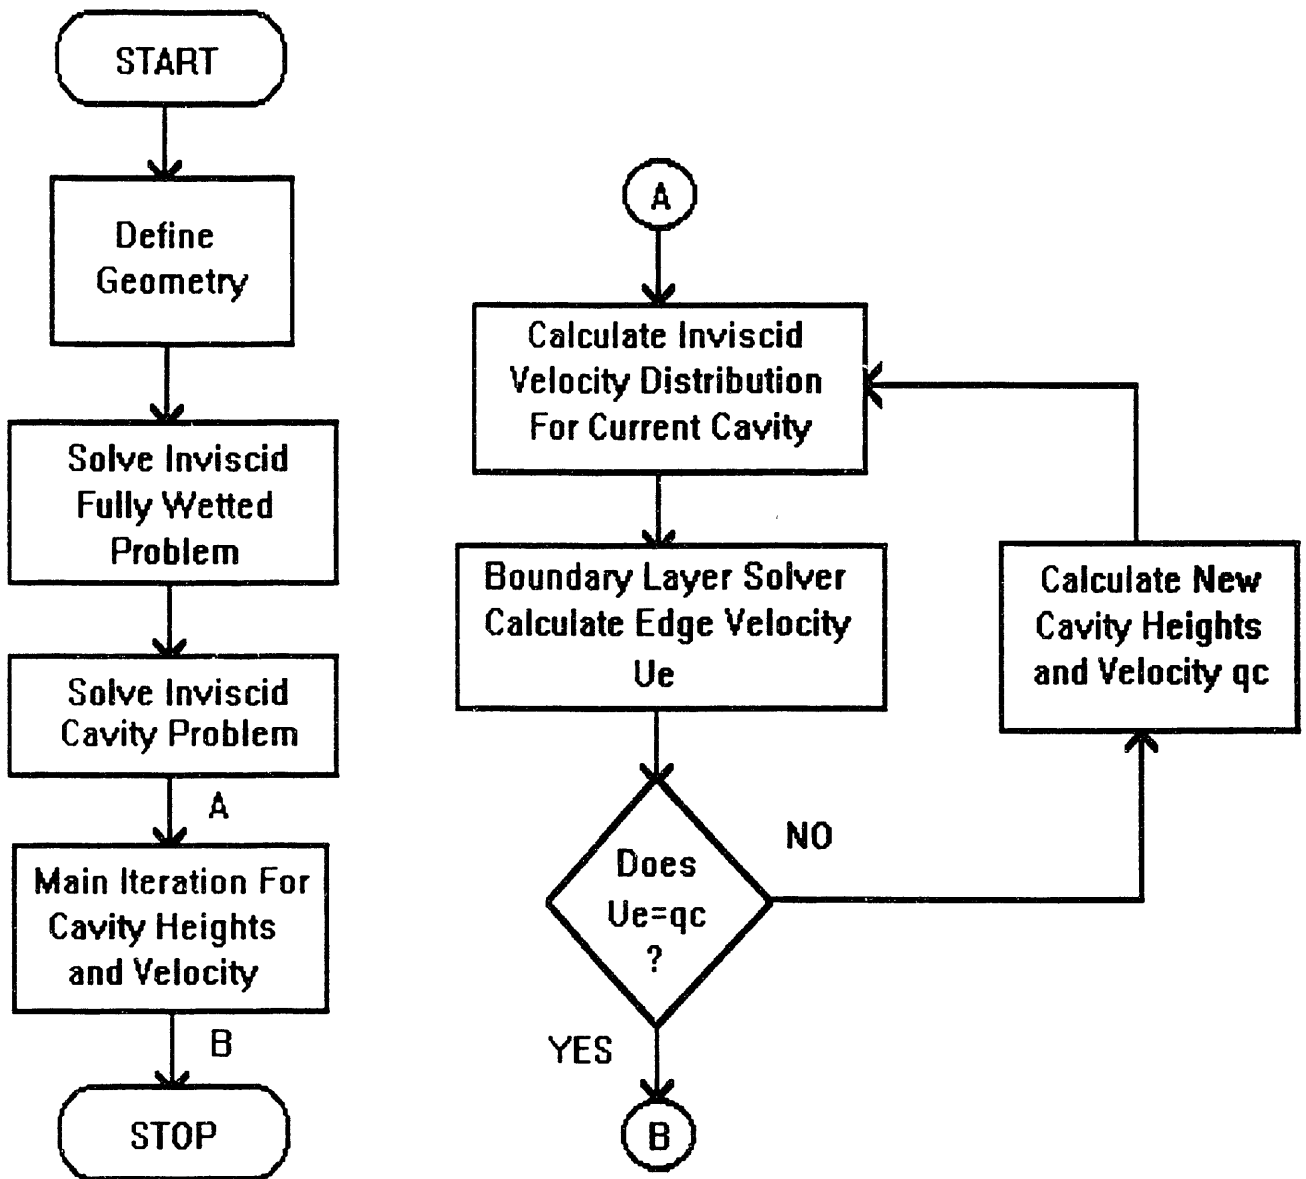 START
Define
Geometry
Solve Inviscid
Fully Wetted
Problem
Solve Inviscid
Cavity Problem
A
Main Iteration For
Cavity Heights
and Velocity
B
STOP
A
Calculate Inviscid
Velocity Distribution
For Current Cavity
Boundary Layer Solver
Calculate Edge Velocity
Ue
Does
Ue=qc
?
NO
YES
B
Calculate New
Cavity Heights
and Velocity qc